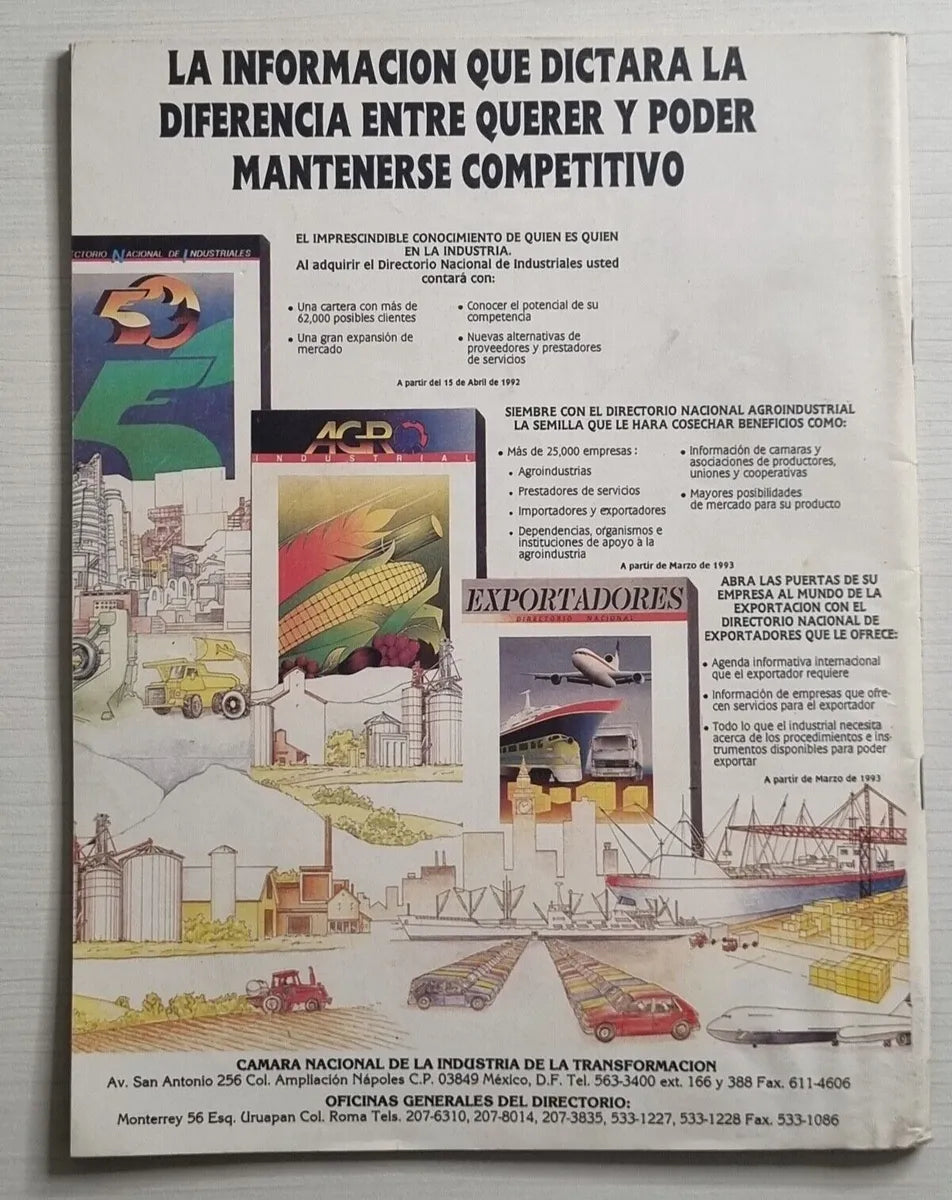 LA INFORMACION QUE DICTARA LA
DIFERENCIA ENTRE QUERER Y PODER
MANTENERSE COMPETITIVO
EL IMPRESCINDIBLE CONOCIMIENTO DE QUIEN ES QUIEN
EN LA INDUSTRIA.
Al adquirir el Directorio Nacional de Industriales usted
contará con:
• Una cartera con más de
62,000 posibles clientes
• Una gran expansión de
mercado
• Conocer el potencial de su
competencia
• Nuevas alternativas de
proveedores y prestadores
de servicios
A partir del 15 de Abril de 1992
CTORIO NACIONAL DE INDUSTRIALES
50
SIEMBRE CON EL DIRECTORIO NACIONAL AGROINDUSTRIAL
LA SEMILLA QUE LE HARA COSECHAR BENEFICIOS COMO:
• Más de 25,000 empresas :
• Agroindustrias
• Prestadores de servicios
• Importadores y exportadores
• Dependencias, organismos e
instituciones de apoyo à la
agroindustria
• Información de camaras y
asociaciones de productores,
uniones y cooperativas
• Mayores posibilidades
de mercado para su producto
A partir de Marzo de 1993
AGRO
INDUSTRIAL
EXPORTADORES
DIRECTORIO NACIONAL
ABRA LAS PUERTAS DE SU
EMPRESA AL MUNDO DE LA
EXPORTACION CON EL
DIRECTORIO NACIONAL DE
EXPORTADORES QUE LE OFRECE:
• Agenda informativa internacional
que el exportador requiere
• Información de empresas que ofre-
cen servicios para el exportador
• Todo lo que el industrial necesita
acerca de los procedimientos e ins-
trumentos disponibles para poder
exportar
A partir de Marzo de 1993
CAMARA NACIONAL DE LA INDUSTRIA DE LA TRANSFORMACION
Av. San Antonio 256 Col. Ampliación Nápoles C.P. 03849 México, D.F. Tel. 563-3400 ext. 166 y 388 Fax. 611-4606
OFICINAS GENERALES DEL DIRECTORIO:
Monterrey 56 Esq. Uruapan Col. Roma Tels. 207-6310, 207-8014, 207-3835, 533-1227, 533-1228 Fax. 533-1086